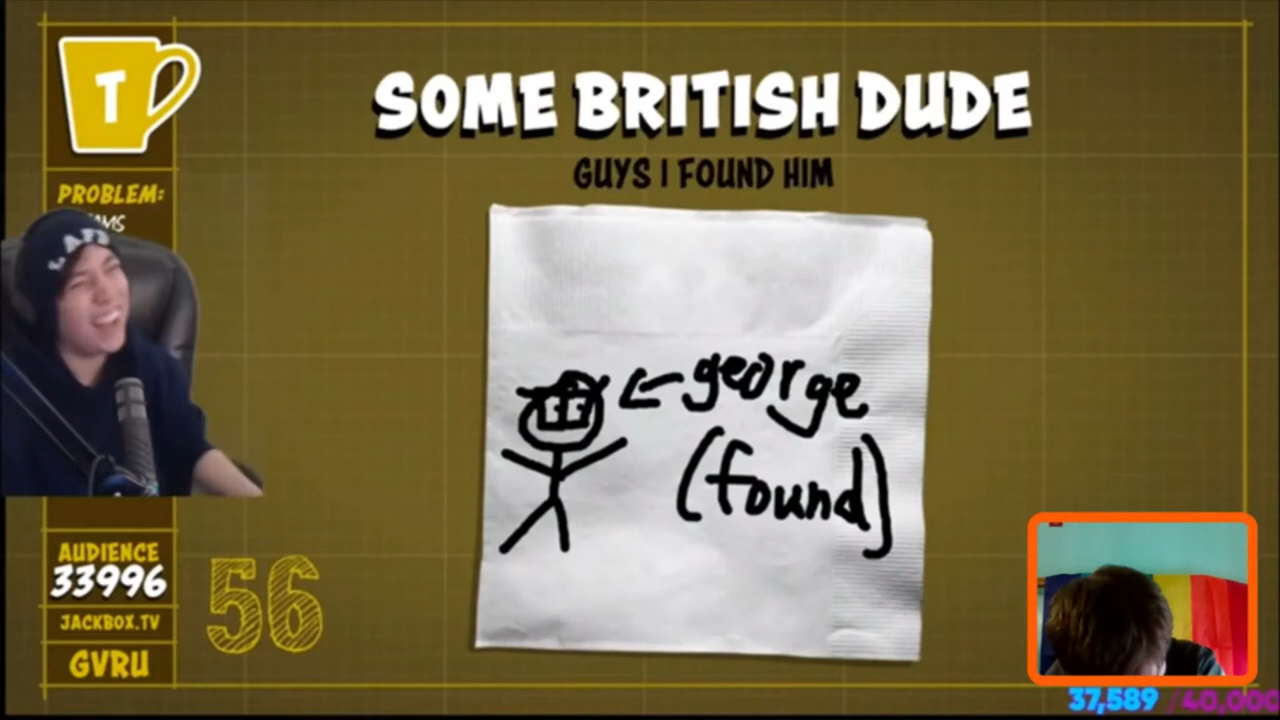 T
SOME BRITISH DUDE
GUYS I FOUND HIM
PROBLEM:
george
(found)
AUDIENCE
33996
56
JACKBOX.TV
GVRU
37,589 /40,000